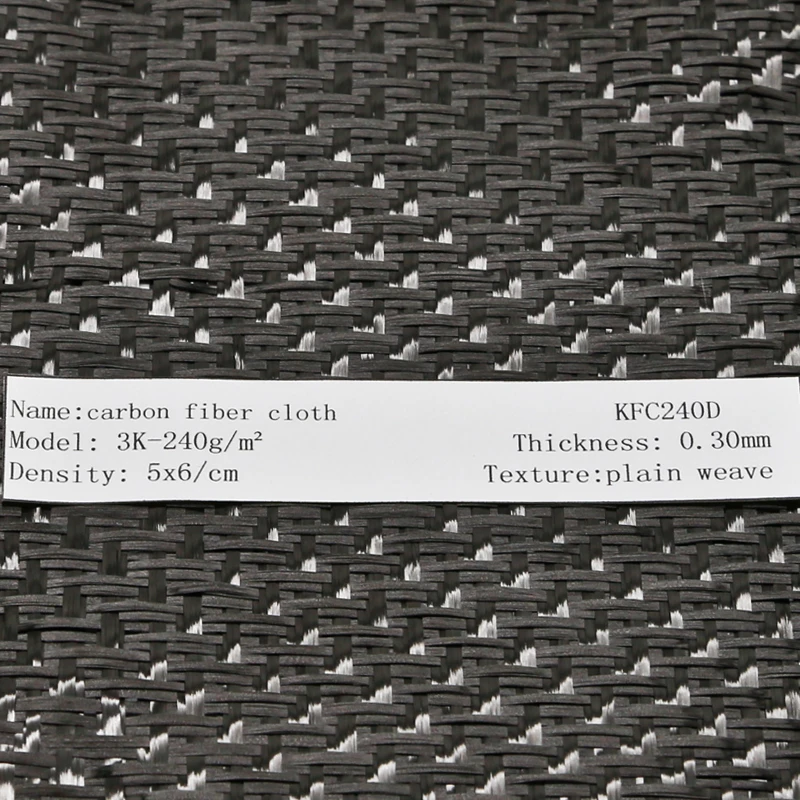 Name:carbon fiber cloth KFC240D
Model: 3K-240g/m² Thickness: 0.30mm
Density: 5x6/cm Texture:plain weave